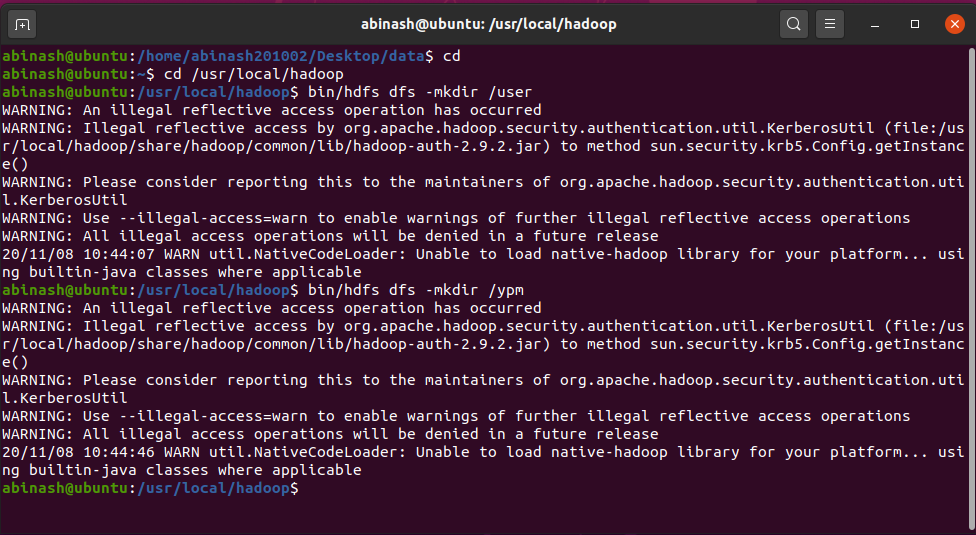 abinash@ubuntu: /usr/local/hadoop
abinash@ubuntu:/home/abinash201002/Desktop/data$ cd
abinash@ubuntu:~$ cd /usr/local/hadoop
abinash@ubuntu:/usr/local/hadoop$ bin/hdfs dfs -mkdir /user
WARNING: An illegal reflective access operation has occurred
WARNING: Illegal reflective access by org.apache.hadoop.security.authentication.util.KerberosUtil (file:/us
r/local/hadoop/share/hadoop/common/lib/hadoop-auth-2.9.2.jar) to method sun.security.krb5.Config.getInstanc
e()
WARNING: Please consider reporting this to the maintainers of org.apache.hadoop.security.authentication.uti
l.KerberosUtil
WARNING: Use --illegal-access=warn to enable warnings of further illegal reflective access operations
WARNING: All illegal access operations will be denied in a future release
20/11/08 10:44:07 WARN util.NativeCodeLoader: Unable to load native-hadoop library for your platform... usi
ng builtin-java classes where applicable
abinash@ubuntu:/usr/local/hadoop$ bin/hdfs dfs -mkdir /ypm
WARNING: An illegal reflective access operation has occurred
WARNING: Illegal reflective access by org.apache.hadoop.security.authentication.util.KerberosUtil (file:/us
r/local/hadoop/share/hadoop/common/lib/hadoop-auth-2.9.2.jar) to method sun.security.krb5.Config.getInstanc
e()
WARNING: Please consider reporting this to the maintainers of org.apache.hadoop.security.authentication.uti
l.KerberosUtil
WARNING: Use --illegal-access=warn to enable warnings of further illegal reflective access operations
WARNING: All illegal access operations will be denied in a future release
20/11/08 10:44:46 WARN util.NativeCodeLoader: Unable to load native-hadoop library for your platform... usi
ng builtin-java classes where applicable
abinash@ubuntu:/usr/local/hadoop$